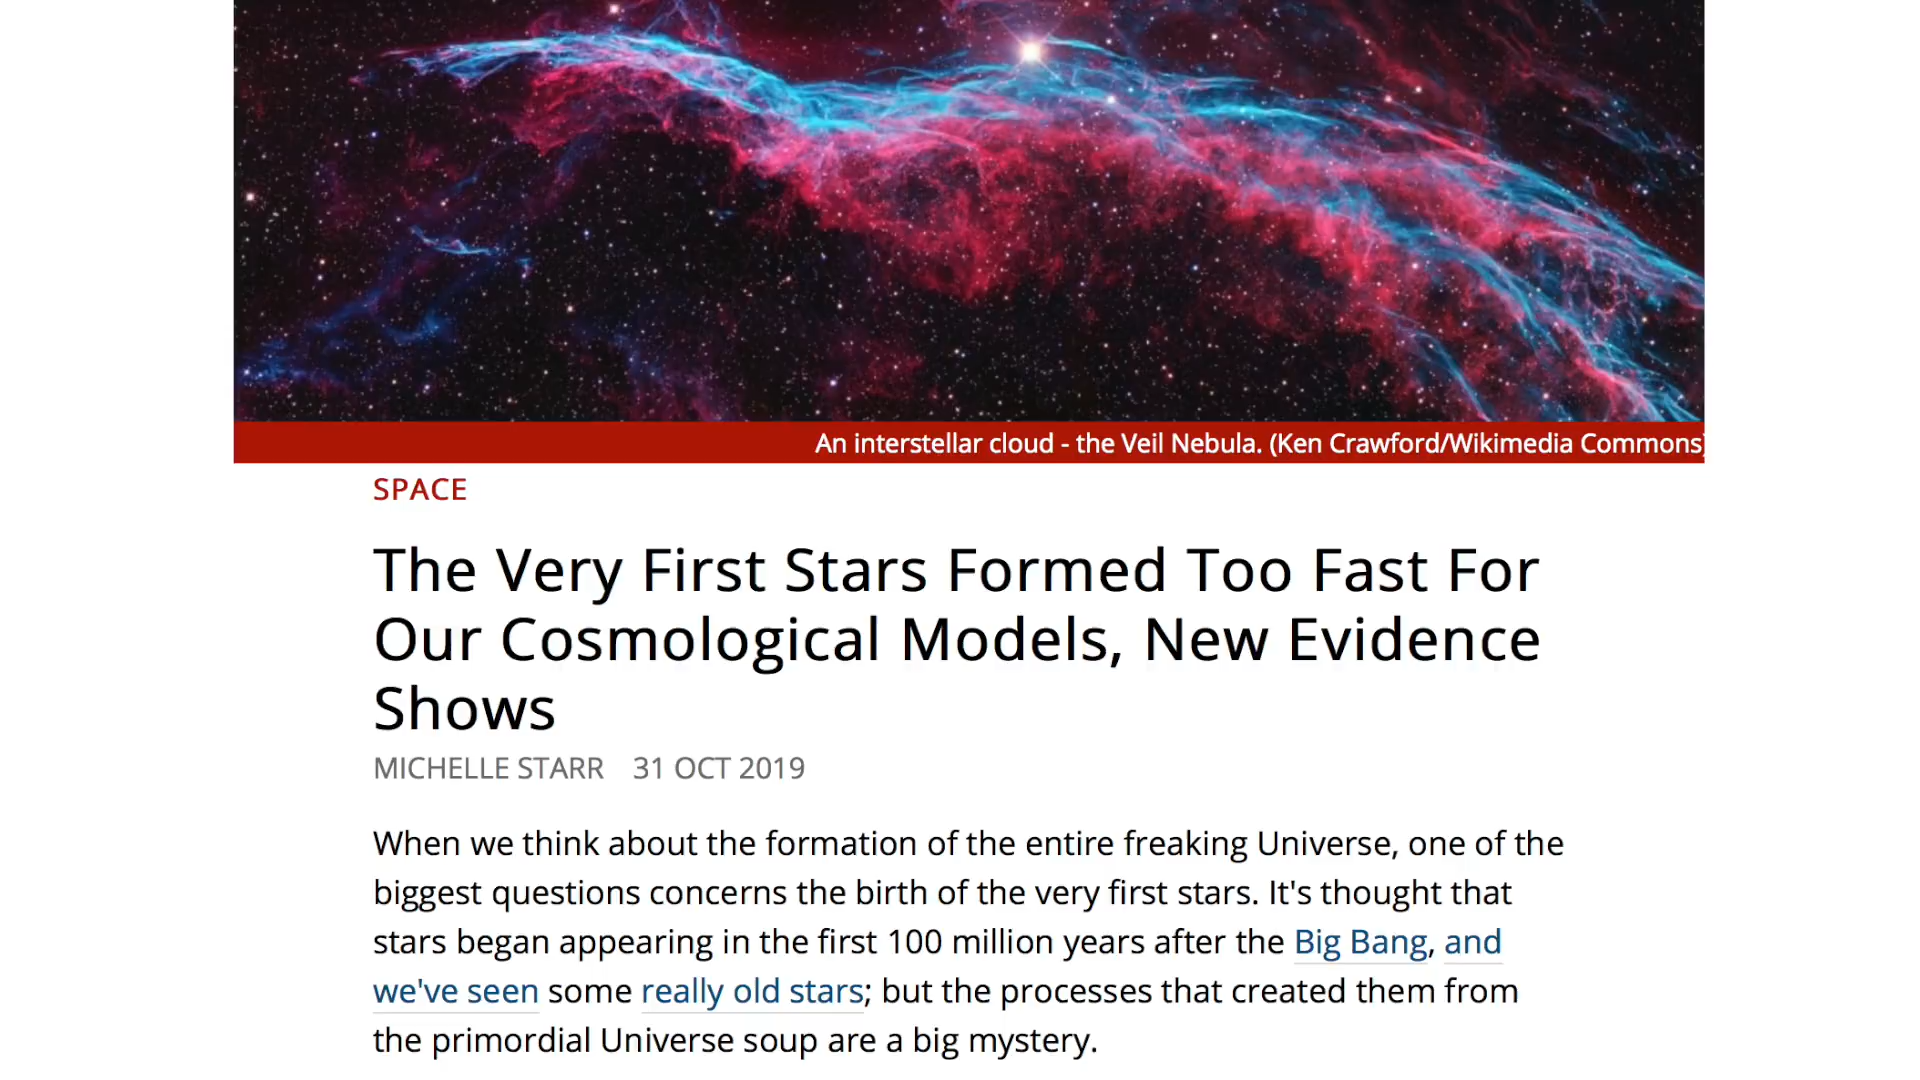 An interstellar cloud - the Veil Nebula. (Ken Crawford/Wikimedia Commons)
SPACE
The Very First Stars Formed Too Fast For
Our Cosmological Models, New Evidence
Shows
MICHELLE STARR 31 OCT 2019
When we think about the formation of the entire freaking Universe, one of the
biggest questions concerns the birth of the very first stars. It's thought that
stars began appearing in the first 100 million years after the Big Bang, and
we've seen some really old stars; but the processes that created them from
the primordial Universe soup are a big mystery.